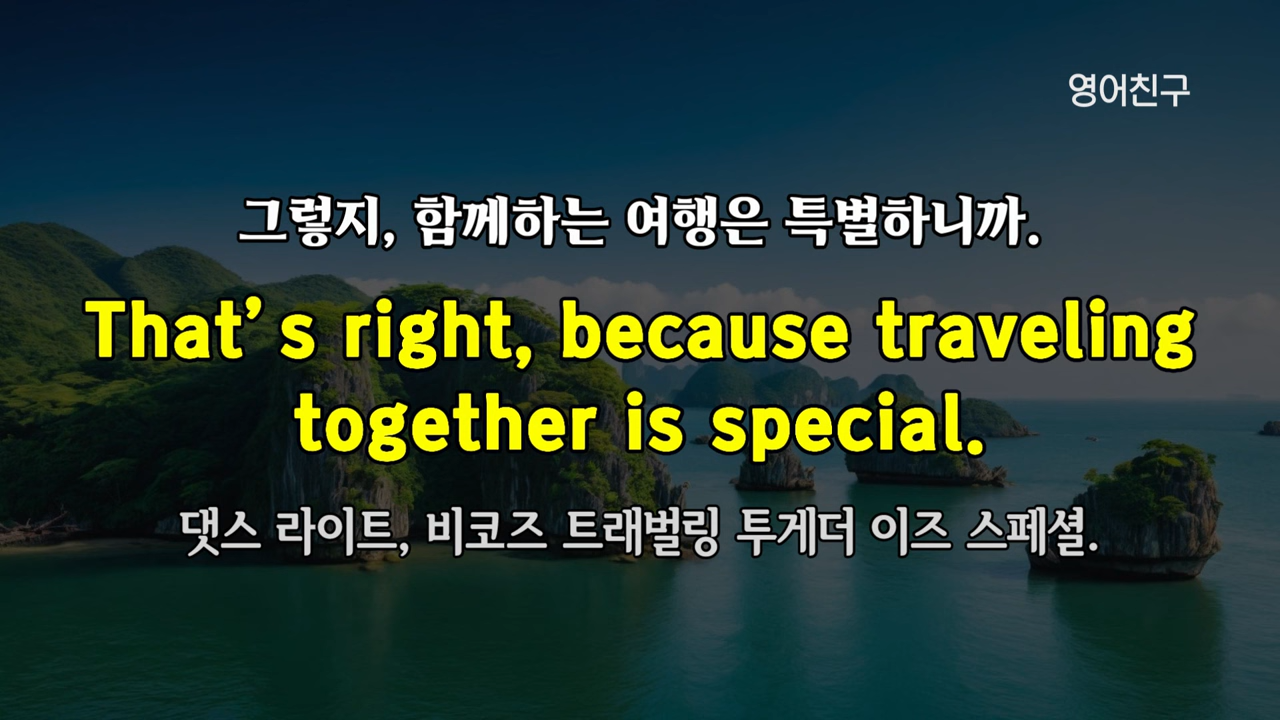 영어친구
그렇지, 함께하는 여행은 특별하니까.
That's right, because traveling
together is special.
댓스 라이트, 비코즈 트래벌링 투게더 이즈 스페셜.